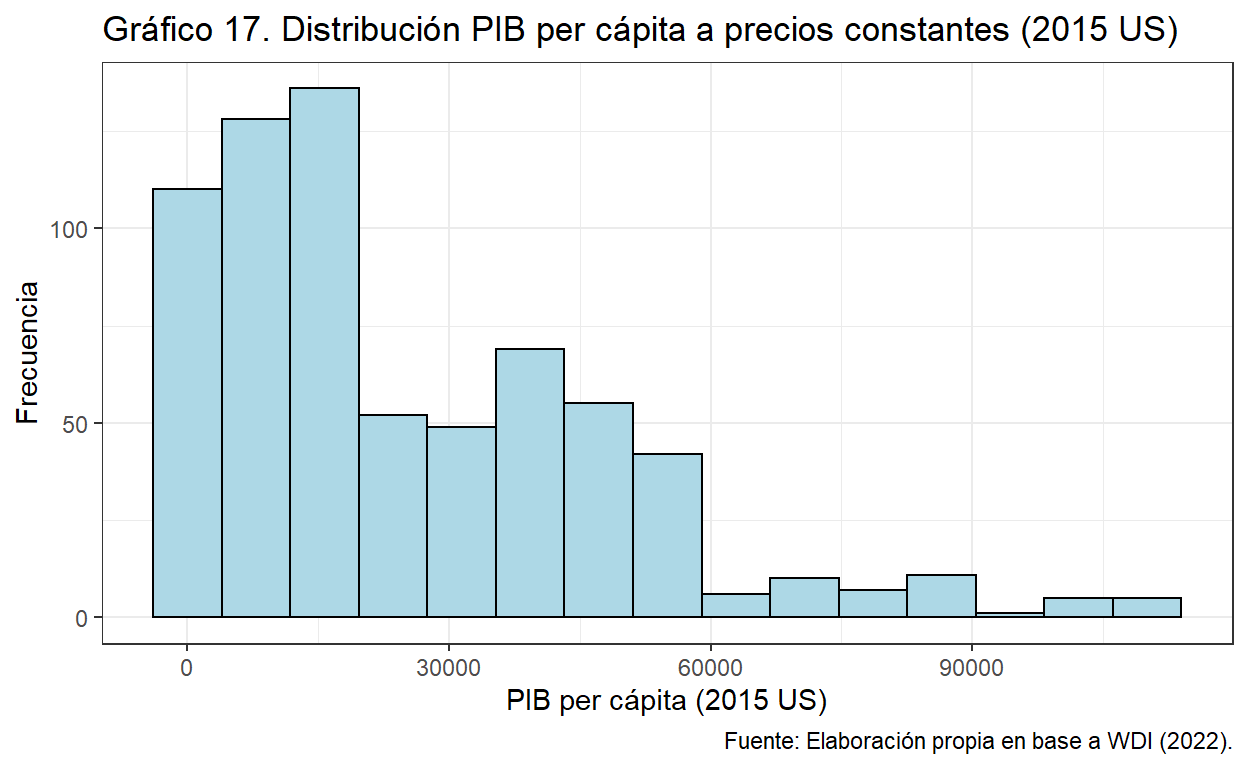 Gráfico 17. Distribución PIB per cápita a precios constantes (2015 US)
Frecuencia
100
50
0
0 30000 60000 90000
PIB per cápita (2015 US)
Fuente: Elaboración propia en base a WDI (2022).